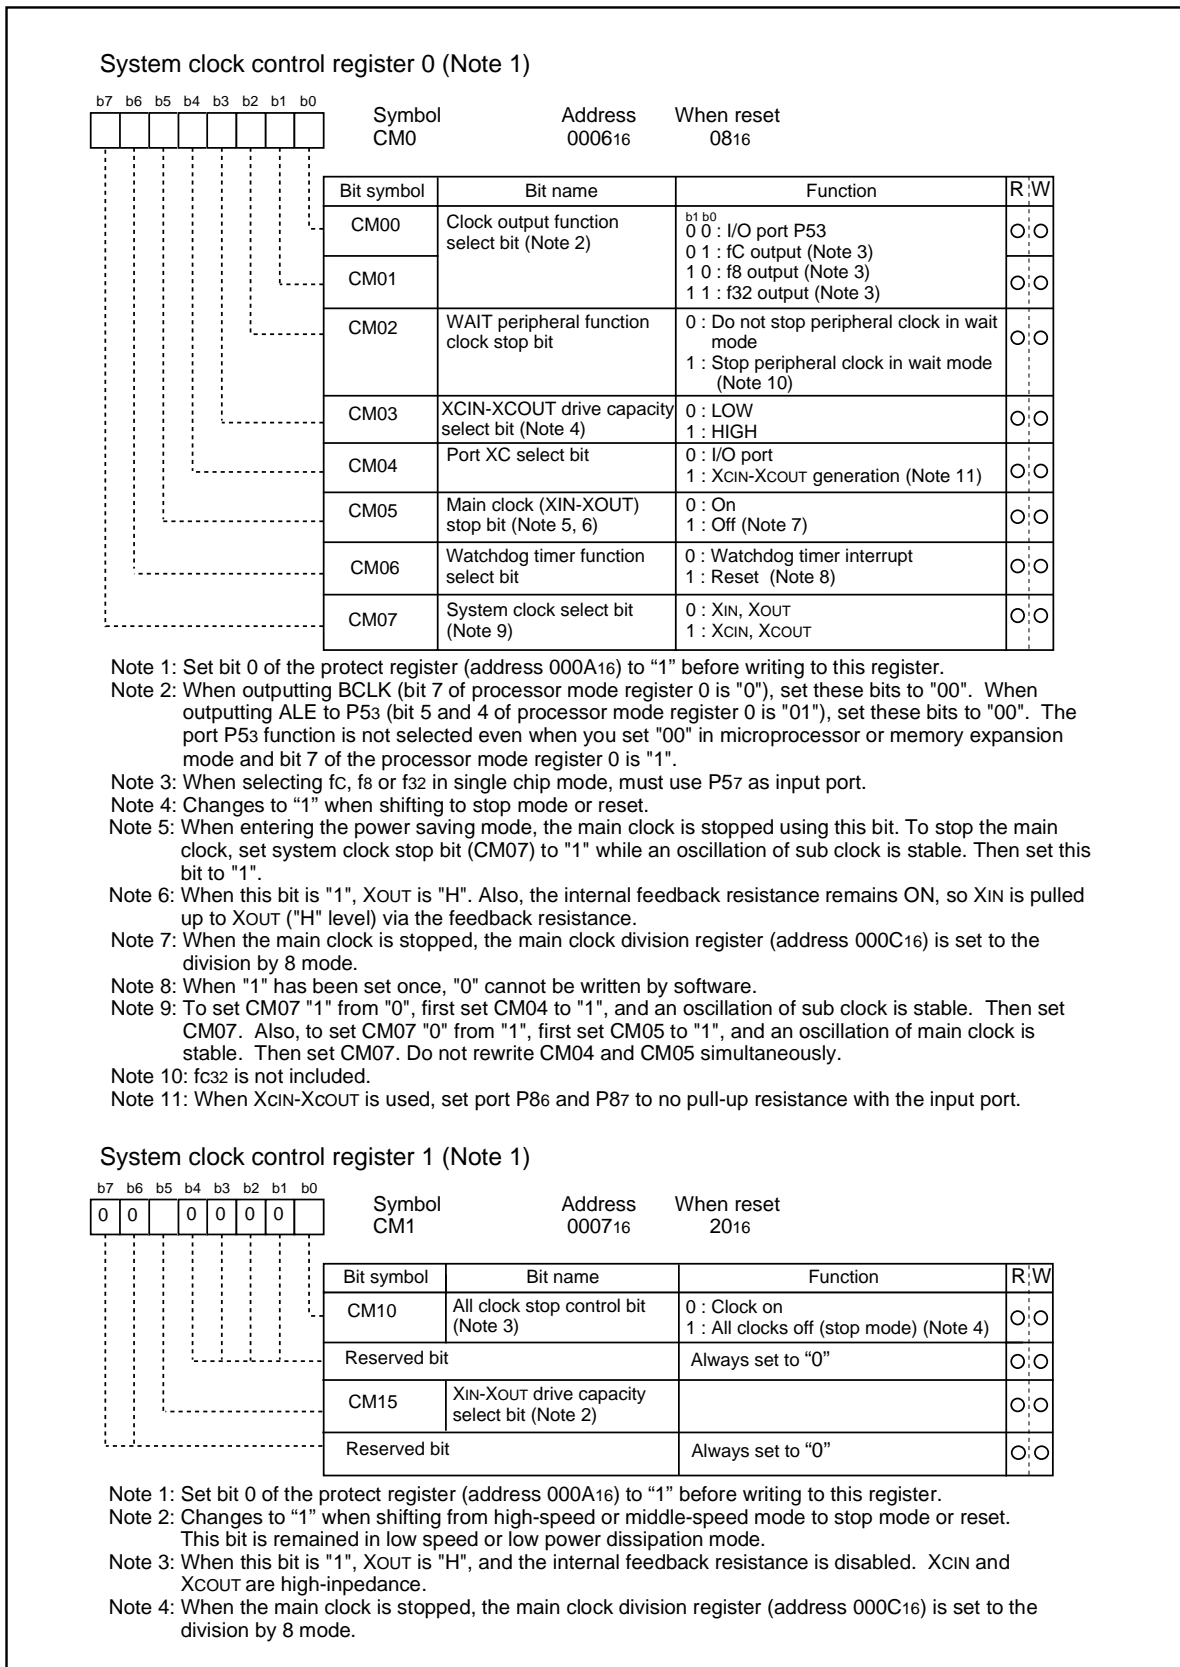 System clock control register 0 (Note 1)
b7 b6 b5 b4 b3 b2 b1 b0
Symbol Address When reset
CM0 000616 0816
Bit symbol Bit name Function R W
CM00 Clock output function select bit (Note 2)
b1 b0
0 0 : I/O port P53
0 1 : fC output (Note 3)
CM01
1 0 : f8 output (Note 3)
1 1 : f32 output (Note 3)
CM02 WAIT peripheral function clock stop bit
0 : Do not stop peripheral clock in wait
mode
1 : Stop peripheral clock in wait mode
(Note 10)
CM03 XCIN-XCOUT drive capacity select bit (Note 4)
0 : LOW
1 : HIGH
CM04 Port XC select bit
0 : I/O port
1 : XCIN-XCOUT generation (Note 11)
CM05 Main clock (XIN-XOUT) stop bit (Note 5, 6)
0 : On
1 : Off (Note 7)
CM06 Watchdog timer function select bit
0 : Watchdog timer interrupt
1 : Reset (Note 8)
CM07 System clock select bit (Note 9)
0 : XIN, XOUT
1 : XCIN, XCOUT
Note 1: Set bit 0 of the protect register (address 000A16) to “1” before writing to this register.
Note 2: When outputting BCLK (bit 7 of processor mode register 0 is "0"), set these bits to "00". When
outputting ALE to P53 (bit 5 and 4 of processor mode register 0 is "01"), set these bits to "00". The
port P53 function is not selected even when you set "00" in microprocessor or memory expansion
mode and bit 7 of the processor mode register 0 is "1".
Note 3: When selecting fC, f8 or f32 in single chip mode, must use P57 as input port.
Note 4: Changes to “1” when shifting to stop mode or reset.
Note 5: When entering the power saving mode, the main clock is stopped using this bit. To stop the main
clock, set system clock stop bit (CM07) to "1" while an oscillation of sub clock is stable. Then set this
bit to "1".
Note 6: When this bit is "1", XOUT is "H". Also, the internal feedback resistance remains ON, so XIN is pulled
up to XOUT ("H" level) via the feedback resistance.
Note 7: When the main clock is stopped, the main clock division register (address 000C16) is set to the
division by 8 mode.
Note 8: When "1" has been set once, "0" cannot be written by software.
Note 9: To set CM07 "1" from "0", first set CM04 to "1", and an oscillation of sub clock is stable. Then set
CM07. Also, to set CM07 "0" from "1", first set CM05 to "1", and an oscillation of main clock is
stable. Then set CM07. Do not rewrite CM04 and CM05 simultaneously.
Note 10: fC32 is not included.
Note 11: When XCIN-XCOUT is used, set port P86 and P87 to no pull-up resistance with the input port.
System clock control register 1 (Note 1)
b7 b6 b5 b4 b3 b2 b1 b0
0 0 0 0 0 0
Symbol Address When reset
CM1 000716 2016
Bit symbol Bit name Function R W
CM10 All clock stop control bit (Note 3)
0 : Clock on
1 : All clocks off (stop mode) (Note 4)
Reserved bit Always set to “0”
CM15 XIN-XOUT drive capacity select bit (Note 2)
Reserved bit Always set to “0”
Note 1: Set bit 0 of the protect register (address 000A16) to “1” before writing to this register.
Note 2: Changes to “1” when shifting from high-speed or middle-speed mode to stop mode or reset.
This bit is remained in low speed or low power dissipation mode.
Note 3: When this bit is "1", XOUT is "H", and the internal feedback resistance is disabled. XCIN and
XCOUT are high-inpedance.
Note 4: When the main clock is stopped, the main clock division register (address 000C16) is set to the
division by 8 mode.